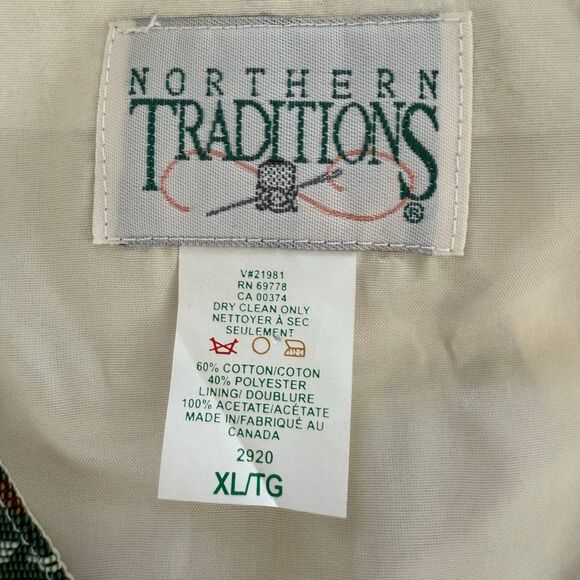 NORTHERN
TRADITIONS®
V#21981
RN 69778
CA 00374
DRY CLEAN ONLY
NETTOYER À SEC
SEULEMENT
60% COTTON/COTON
40% POLYESTER
LINING/ DOUBLURE
100% ACETATE/ACÉTATE
MADE IN/FABRIQUÉ AU
CANADA
2920
XL/TG